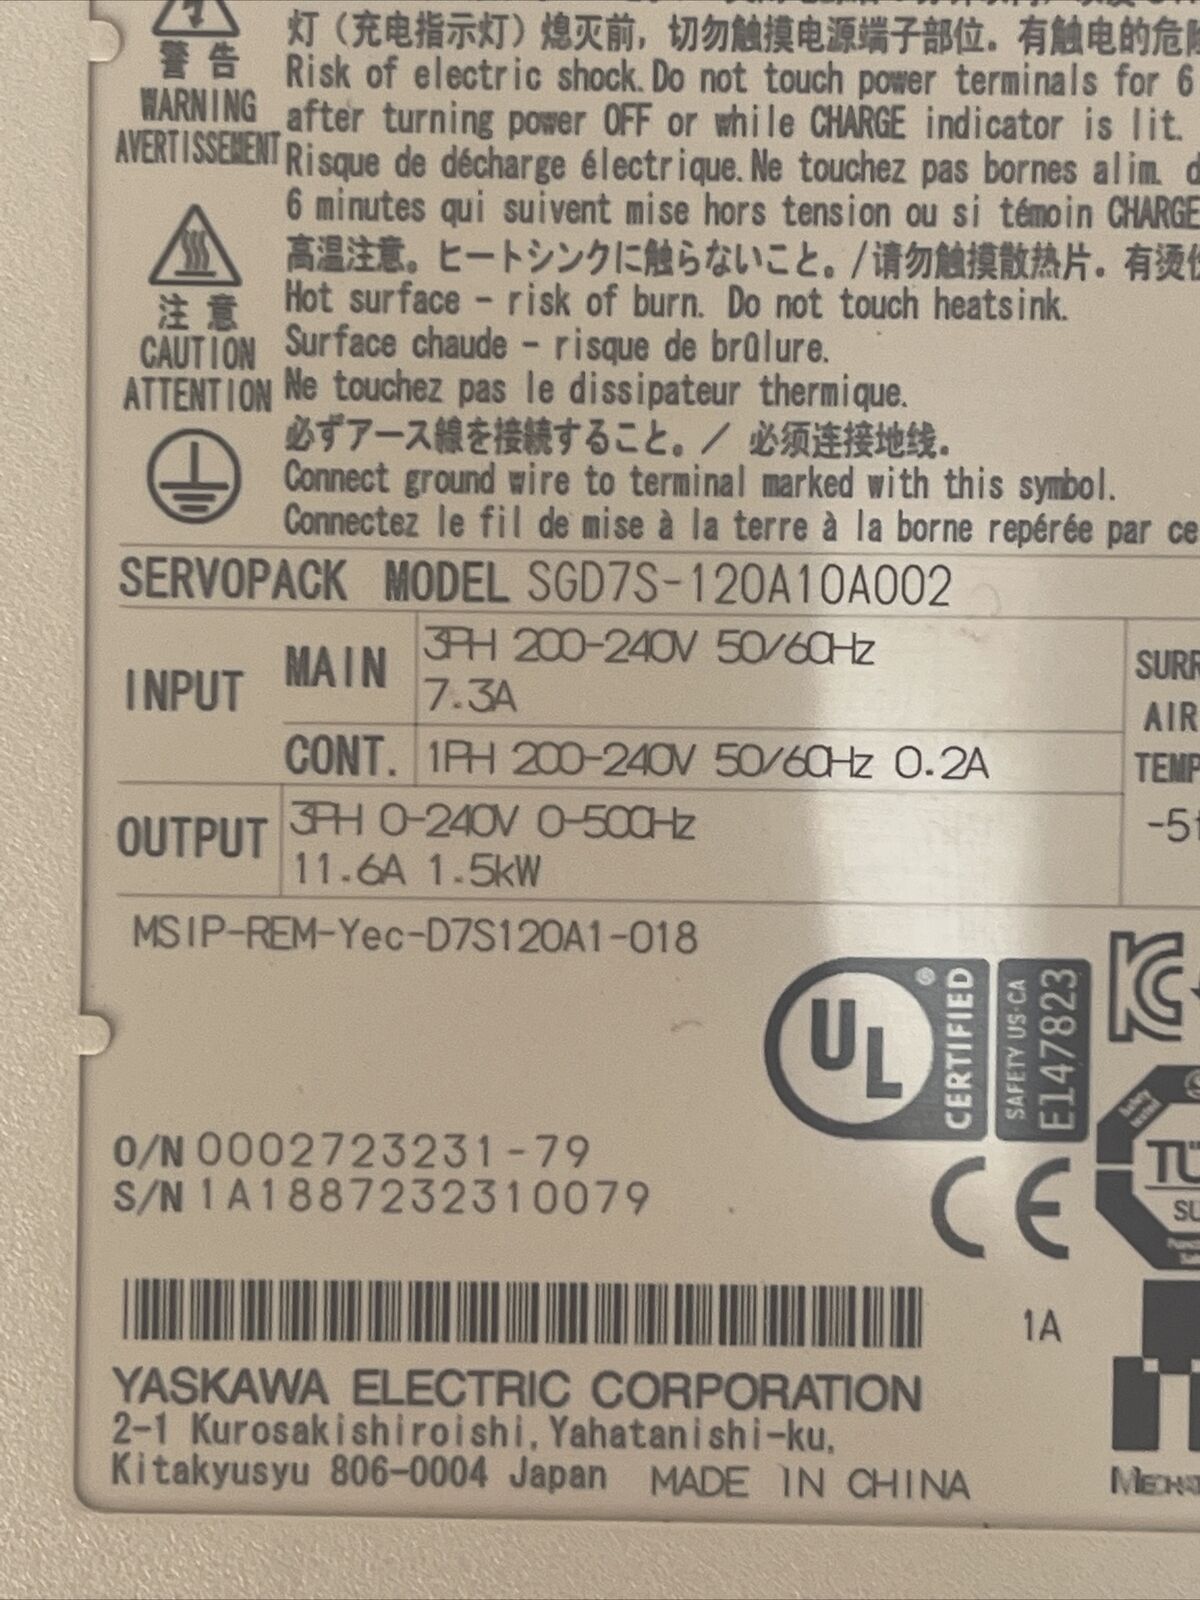 警告
WARNING
AVERTISSEMENT
灯（充电指示灯）熄灭前，切勿触摸电源端子部位。有触电的危险
Risk of electric shock.Do not touch power terminals for 6
after turning power OFF or while CHARGE indicator is lit.
Risque de décharge électrique.Ne touchez pas bornes alim. d
6 minutes qui suivent mise hors tension ou si témoin CHARGE
注意
CAUTION
ATTENTION
高温注意。ヒートシンクに触らないこと。/请勿触摸散热片。有烫伤
Hot surface - risk of burn. Do not touch heatsink.
Surface chaude - risque de brûlure.
Ne touchez pas le dissipateur thermique.
必ずアース線を接続すること。/ 必须连接地线。
Connect ground wire to terminal marked with this symbol.
Connectez le fil de mise à la terre à la borne repérée par ce
SERVOPACK MODEL SGD7S-120A10A002
INPUT
MAIN
3PH 200-240V 50/60Hz
7.3A
CONT. 1PH 200-240V 50/60Hz 0.2A
OUTPUT
3PH 0-240V 0-500Hz
11.6A 1.5kW
SURR
AIR
TEMP
-5t
MSIP-REM-Yec-D7S120A1-018
UL ® CERTIFIED
SAFETY US·CA
E147823
O/N 0002723231-79
S/N 1A1887232310079
CE
TÜ
SU
1A
YASKAWA ELECTRIC CORPORATION
2-1 Kurosakishiroishi, Yahatanishi-ku,
Kitakyusyu 806-0004 Japan MADE IN CHINA
MECHAT